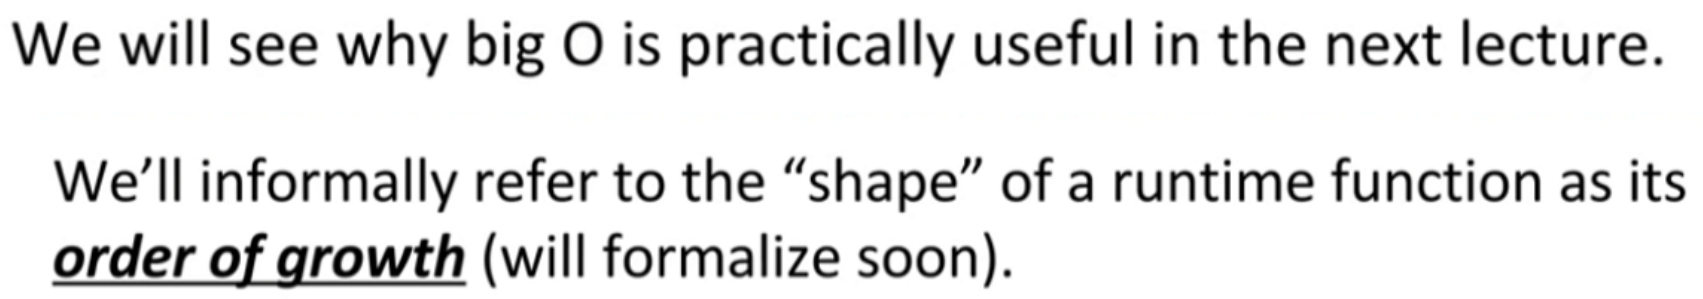 We will see why big O is practically useful in the next lecture.
We’ll informally refer to the “shape” of a runtime function as its
order of growth (will formalize soon).